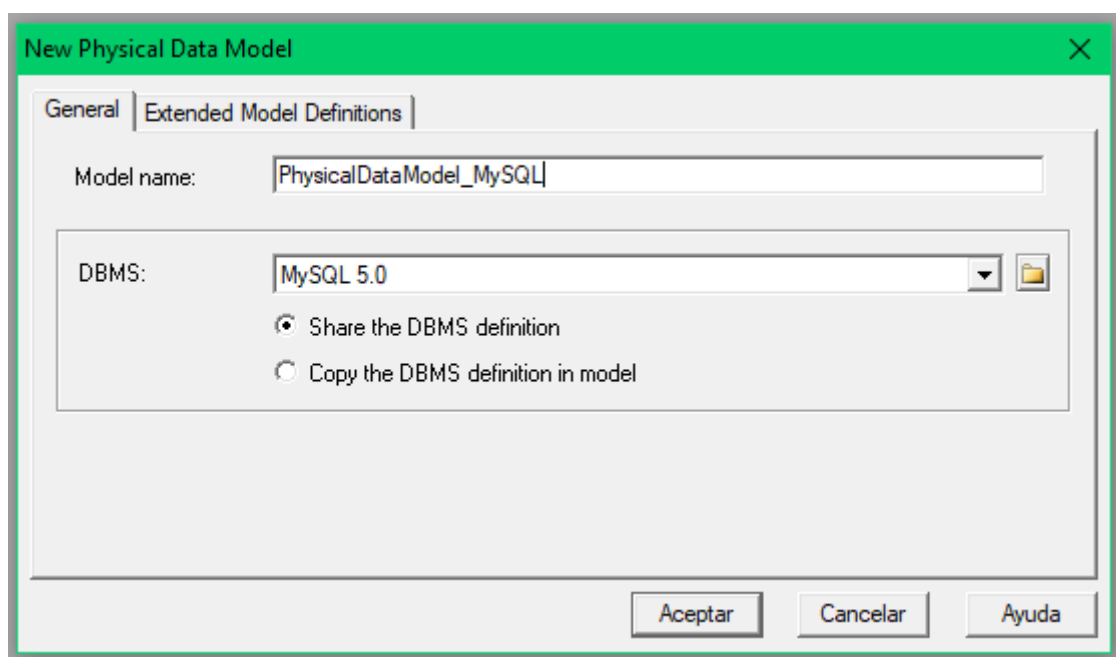 New Physical Data Model
General Extended Model Definitions
Model name: PhysicalDataModel_MySQL
DBMS: MySQL 5.0
Share the DBMS definition
Copy the DBMS definition in model
Aceptar Cancelar Ayuda